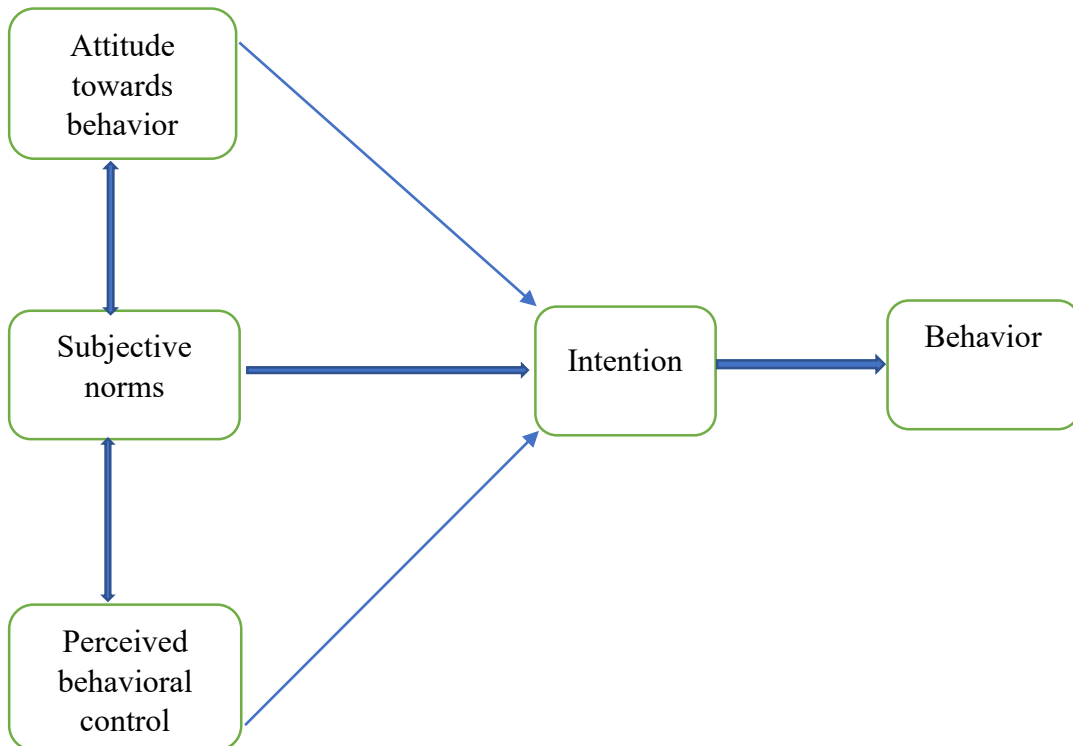 Attitude
towards
behavior
Subjective
norms
Intention
Behavior
Perceived
behavioral
control